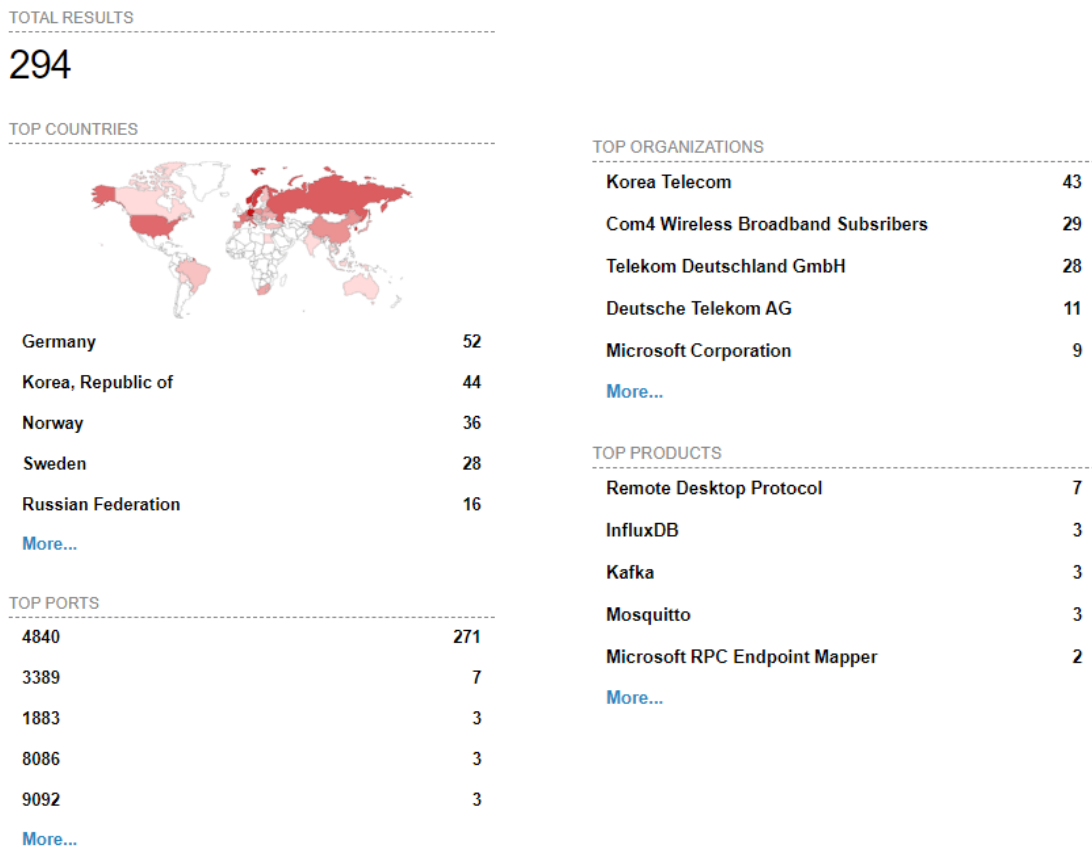 TOTAL RESULTS
294
TOP COUNTRIES
Germany 52
Korea, Republic of 44
Norway 36
Sweden 28
Russian Federation 16
More...
TOP PORTS
4840 271
3389 7
1883 3
8086 3
9092 3
More...
TOP ORGANIZATIONS
Korea Telecom 43
Com4 Wireless Broadband Subsribers 29
Telekom Deutschland GmbH 28
Deutsche Telekom AG 11
Microsoft Corporation 9
More...
TOP PRODUCTS
Remote Desktop Protocol 7
InfluxDB 3
Kafka 3
Mosquitto 3
Microsoft RPC Endpoint Mapper 2
More...